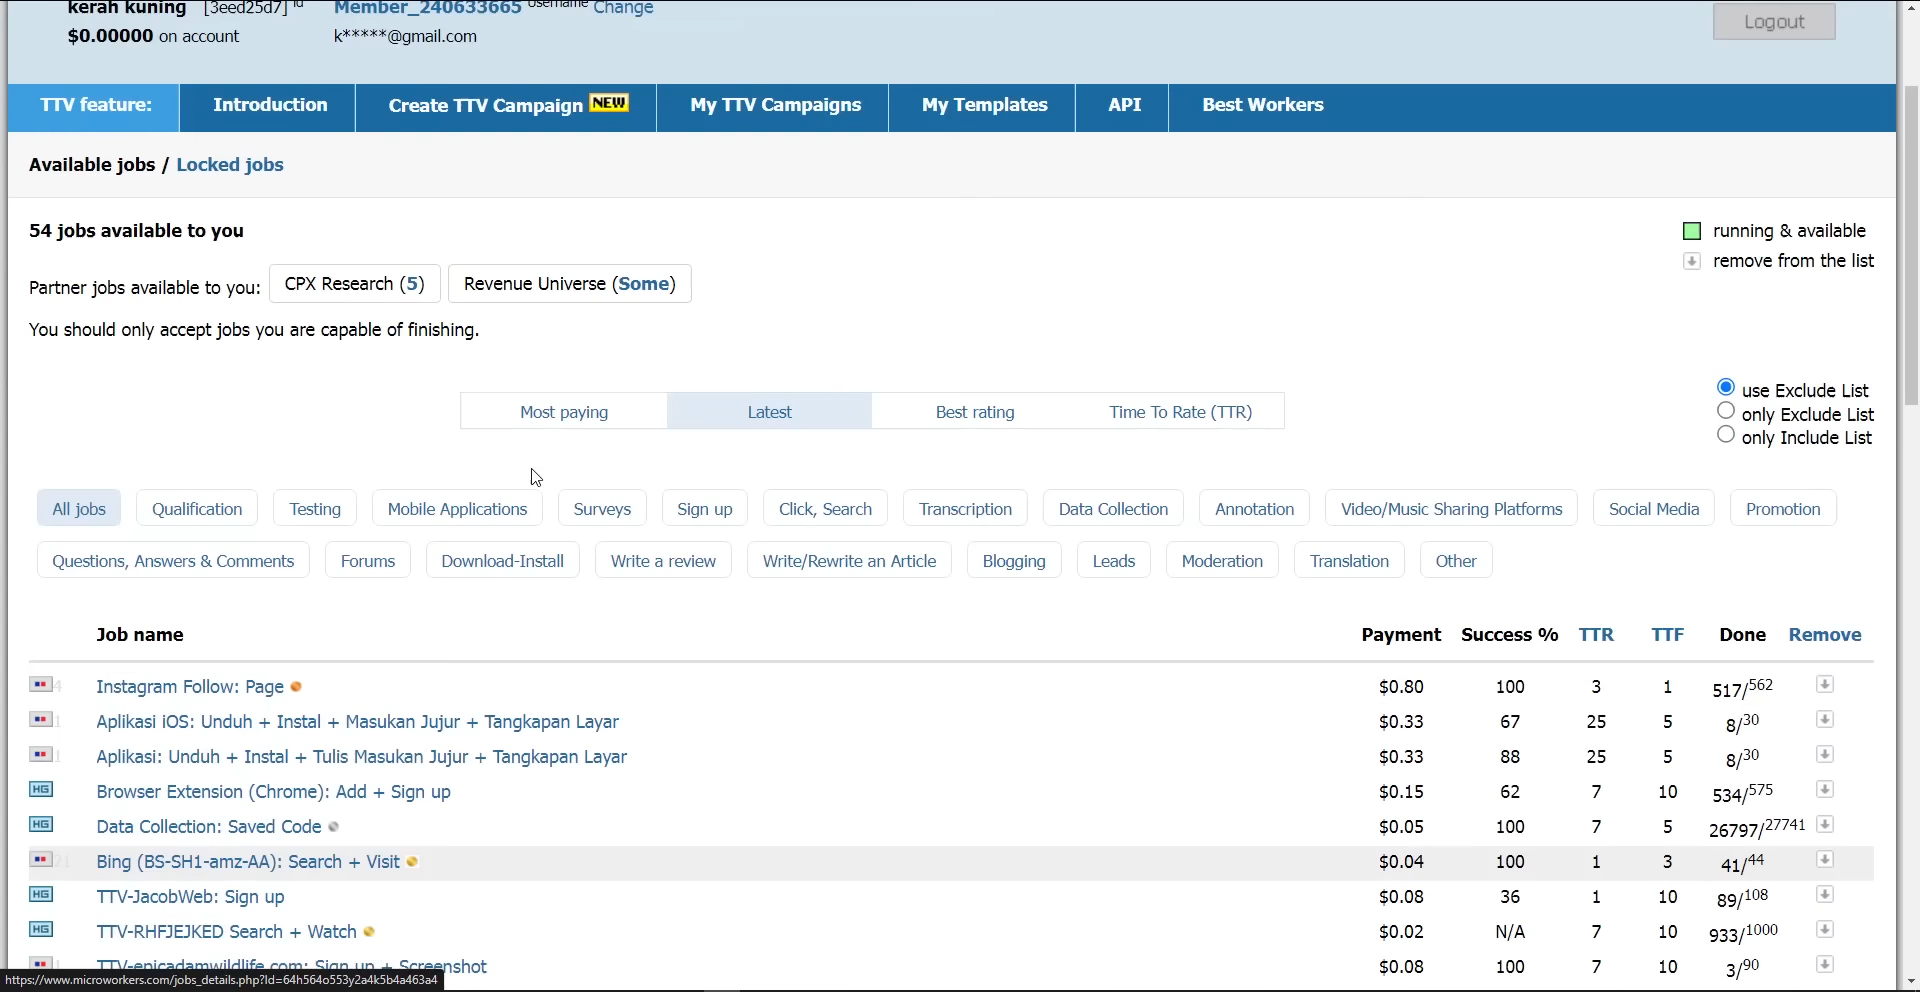 kerah kuning [3eed25d7] id Member_240633665 Username Change
$0.00000 on account k*****@gmail.com
Logout
TTV feature: Introduction Create TTV Campaign NEW My TTV Campaigns My Templates API Best Workers
Available jobs / Locked jobs
54 jobs available to you
running & available
remove from the list
Partner jobs available to you: CPX Research (5) Revenue Universe (Some)
You should only accept jobs you are capable of finishing.
Most paying Latest Best rating Time To Rate (TTR)
use Exclude List
only Exclude List
only Include List
All jobs Qualification Testing Mobile Applications Surveys Sign up Click, Search Transcription Data Collection Annotation Video/Music Sharing Platforms Social Media Promotion
Questions, Answers & Comments Forums Download-Install Write a review Write/Rewrite an Article Blogging Leads Moderation Translation Other
Job name Payment Success % TTR TTF Done Remove
4 Instagram Follow: Page $0.80 100 3 1 517/562
1 Aplikasi iOS: Unduh + Instal + Masukan Jujur + Tangkapan Layar $0.33 67 25 5 8/30
1 Aplikasi: Unduh + Instal + Tulis Masukan Jujur + Tangkapan Layar $0.33 88 25 5 8/30
HG Browser Extension (Chrome): Add + Sign up $0.15 62 7 10 534/575
HG Data Collection: Saved Code $0.05 100 7 5 26797/27741
21 Bing (BS-SH1-amz-AA): Search + Visit $0.04 100 1 3 41/44
HG TTV-JacobWeb: Sign up $0.08 36 1 10 89/108
HG TTV-RHFJEJKED Search + Watch $0.02 N/A 7 10 933/1000
1 TTV-epicadamwildlife.com: Sign up + Screenshot $0.08 100 7 10 3/90
https://www.microworkers.com/jobs_details.php?Id=64h564o553y2a4k5b4a463a4